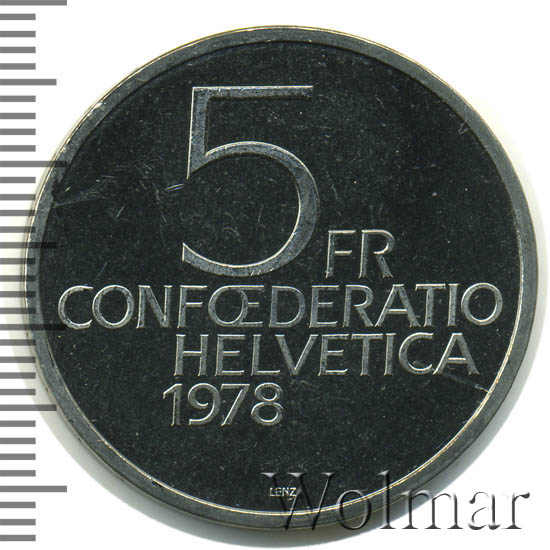 5 FR
CONFŒDERATIO
HELVETICA
1978
LENZ
Wolmar